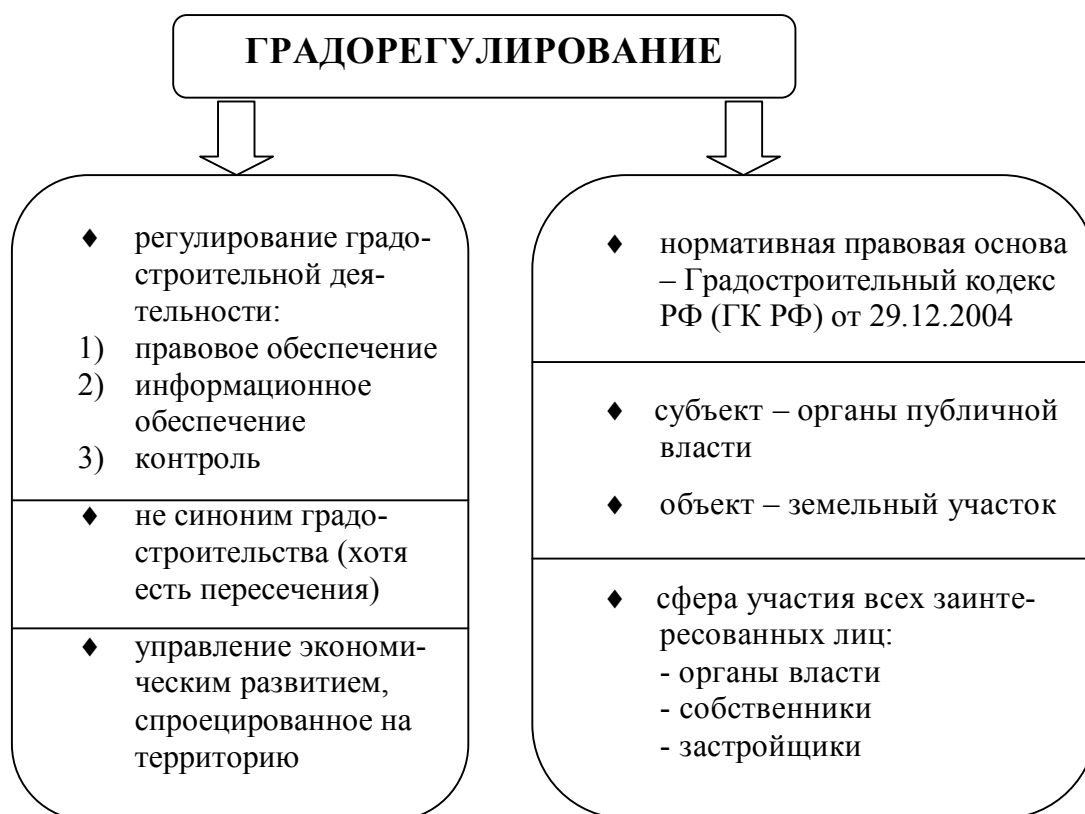 ГРАДОРЕГУЛИРОВАНИЕ
♦ регулирование градо-
строительной дея-
тельности:
1) правовое обеспечение
2) информационное
обеспечение
3) контроль
♦ не синоним градо-
строительства (хотя
есть пересечения)
♦ управление экономи-
ческим развитием,
спроецированное на
территорию
♦ нормативная правовая основа
– Градостроительный кодекс
РФ (ГК РФ) от 29.12.2004
♦ субъект – органы публичной
власти
♦ объект – земельный участок
♦ сфера участия всех заинте-
ресованных лиц:
- органы власти
- собственники
- застройщики